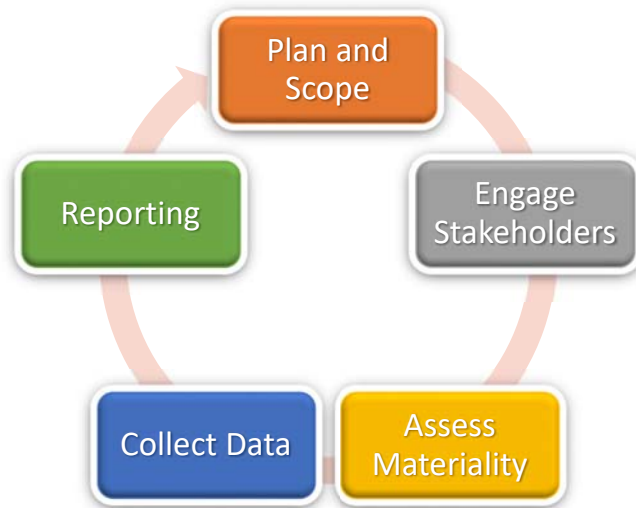 Plan and
Scope
Engage
Stakeholders
Assess
Materiality
Collect Data
Reporting